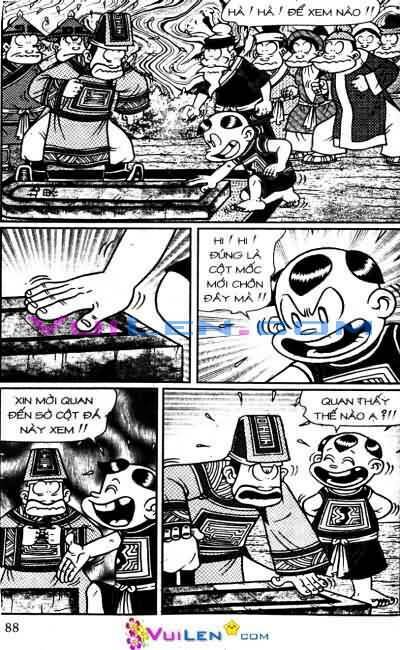 HÀ! HÀ! ĐỂ XEM NÀO!!
HI! HI!
ĐÚNG LÀ
CỘT MỐC
MỚI CHÔN
ĐÂY MÀ!!
VuiLen.com
XIN MỜI QUAN
ĐẾN SỜ CỘT ĐÁ
NÀY XEM!!
QUAN THẤY
THẾ NÀO Ạ?!!
88
VuiLen.com